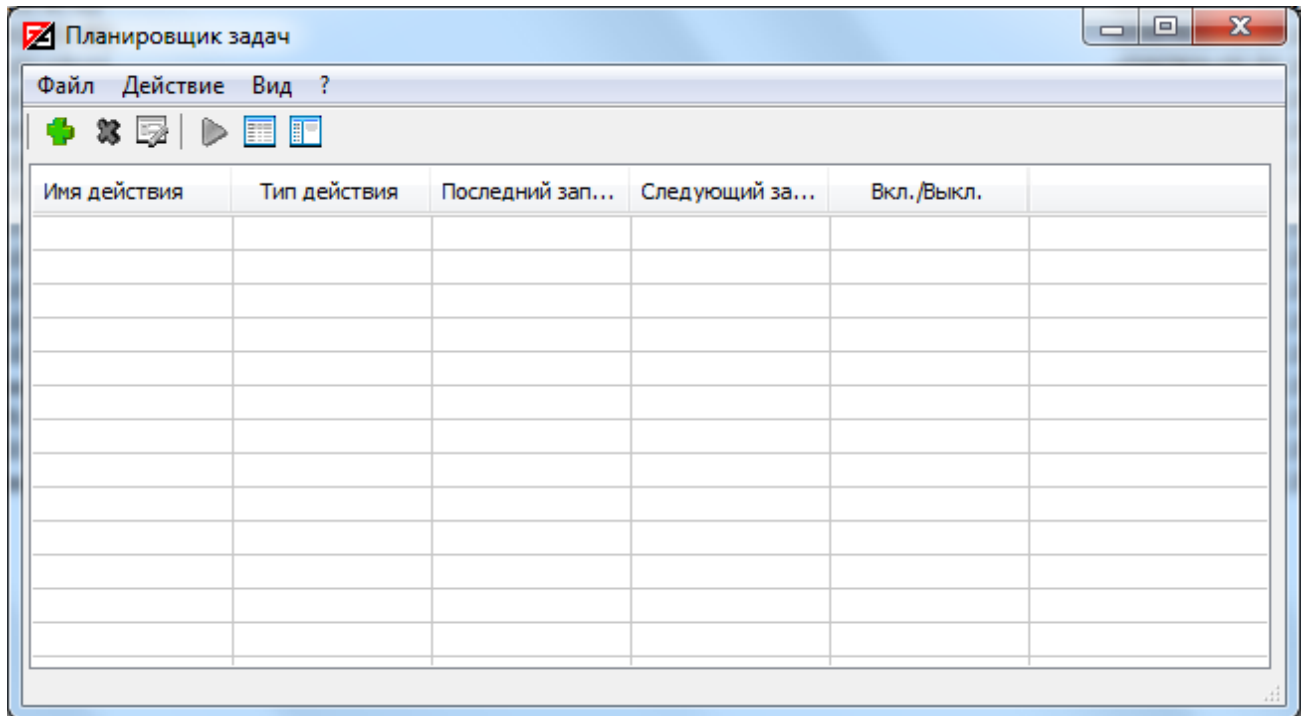 Планировщик задач
Файл Действие Вид ?
Имя действия Тип действия Последний зап... Следующий за... Вкл./Выкл.